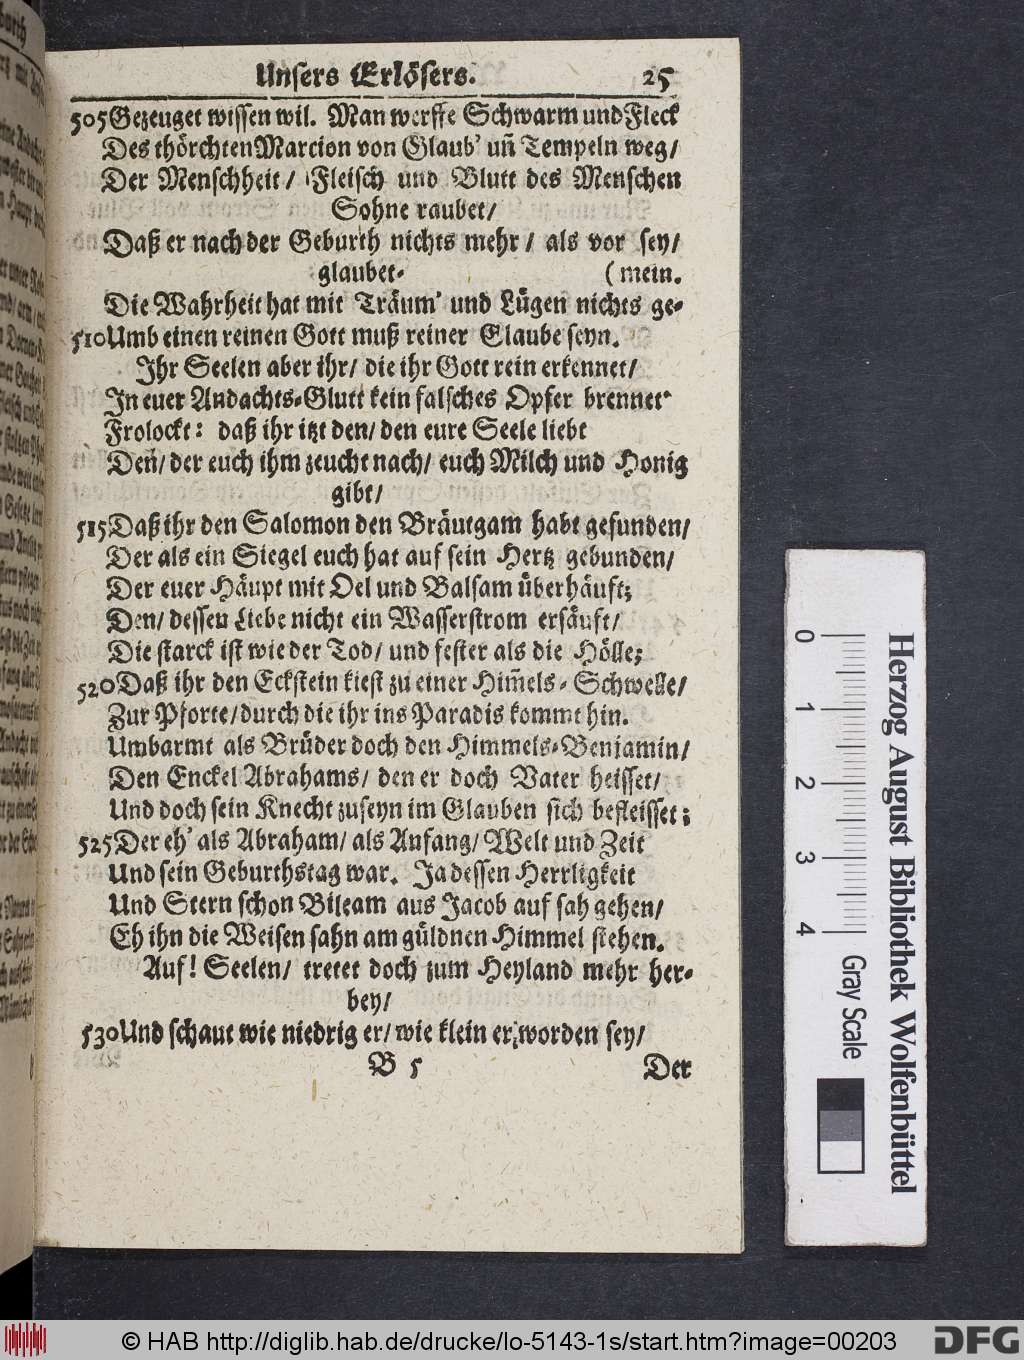 Unsers Erlösers. 25
505 Gezeuget wissen wil. Man werffe Schwarm und Fleck
Des thörchten Marcion von Glaub' uñ Tempeln weg/
Der Menschheit/ Fleisch und Blutt des Menschen
Sohne raubet/
Daß er nach der Geburth nichts mehr/ als vor sey/
glaubet. (mein.
Die Wahrheit hat mit Träum' und Lügen nichts ge-
510 Umb einen reinen Gott muß reiner Glaube seyn.
Ihr Seelen aber ihr/ die ihr Gott rein erkennet/
In euer Andachts-Glutt kein falsches Opfer brennet
Frolockt: daß ihr itzt den/ den eure Seele liebt
Den/ der euch ihm zeucht nach/ euch Milch und Honig
gibt/
515 Daß ihr den Salomon den Bräutgam habt gefunden/
Der als ein Siegel euch hat auf sein Hertz gebunden/
Der euer Häupt mit Oel und Balsam überhäuft;
Den/ dessen Liebe nicht ein Wasserstrom ersäuft/
Die starck ist wie der Tod/ und fester als die Hölle;
520 Daß ihr den Eckstein kiest zu einer Him̃els-Schwelle/
Zur Pforte/ durch die ihr ins Paradis kommt hin.
Umbarmt als Brüder doch den Himmels-Benjamin/
Den Enckel Abrahams/ den er doch Vater heisset/
Und doch sein Knecht zuseyn im Glauben sich befleisset;
525 Der eh' als Abraham/ als Anfang/ Welt und Zeit
Und sein Geburthstag war. Ja dessen Herrligkeit
Und Stern schon Bileam aus Jacob auf sah gehen/
Eh ihn die Weisen sahn am güldnen Himmel stehen.
Auf! Seelen/ tretet doch zum Heyland mehr her-
bey/
530 Und schaut wie niedrig er/ wie klein er worden sey/
B 5 Der
Herzog August Bibliothek Wolfenbüttel
0 1 2 3 4 Gray Scale
© HAB http://diglib.hab.de/drucke/lo-5143-1s/start.htm?image=00203
DFG